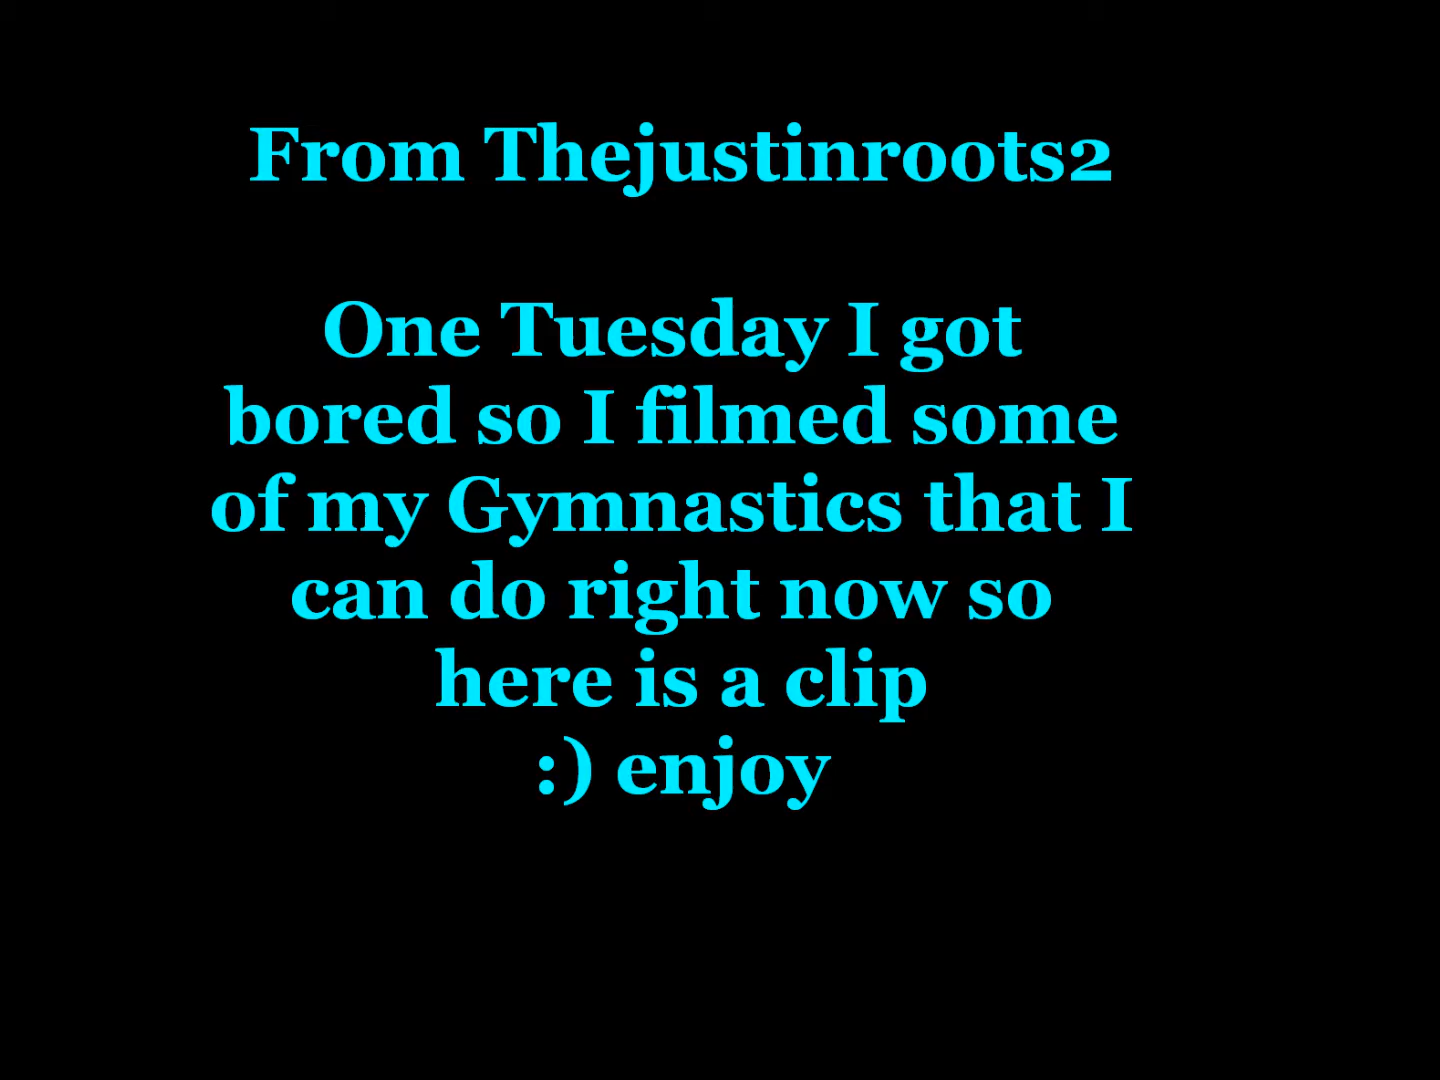 From Thejustinroots2
One Tuesday I got
bored so I filmed some
of my Gymnastics that I
can do right now so
here is a clip
:) enjoy